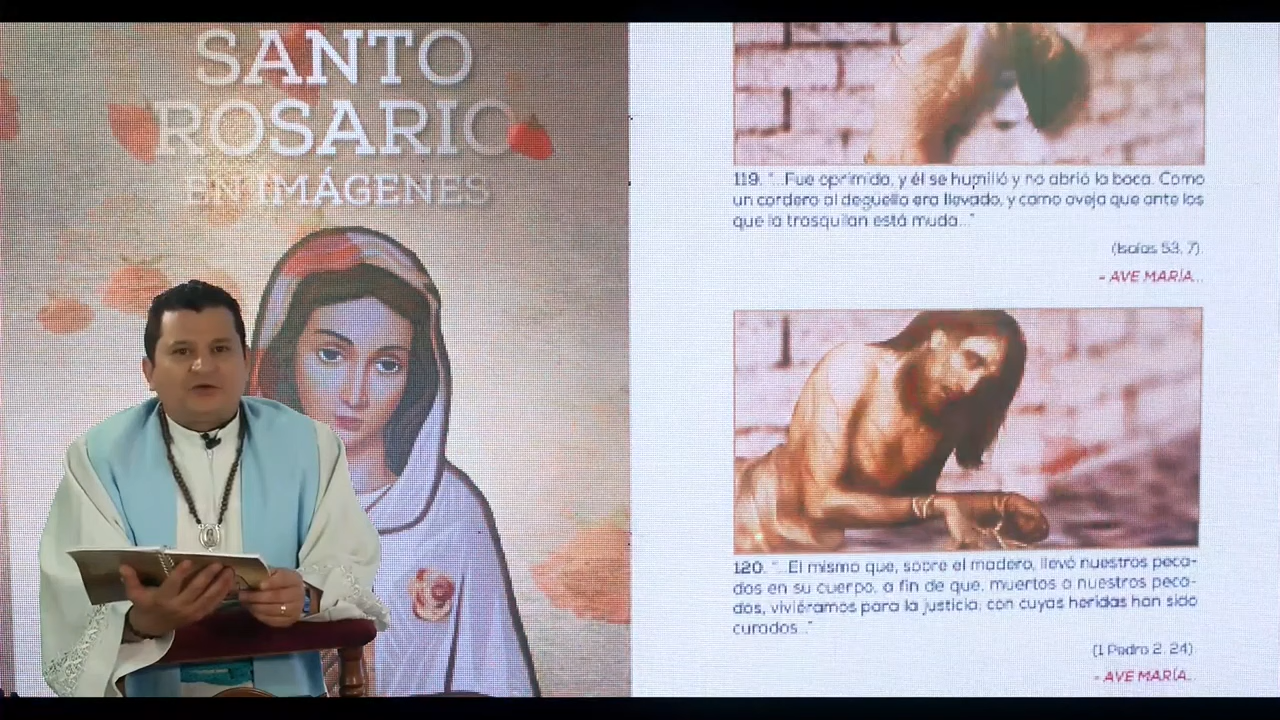 SANTO
ROSARIO
EN IMÁGENES
119. "...Fue oprimido, y él se humilló y no abrió la boca. Como
un cordero al degüello era llevado, y como oveja que ante los
que la trasquilan está muda..."
(Isaías 53, 7).
- AVE MARÍA...
120. "...El mismo que, sobre el madero, llevó nuestros peca-
dos en su cuerpo, a fin de que, muertos a nuestros peca-
dos, viviéramos para la justicia; con cuyas heridas han sido
curados..."
(1 Pedro 2, 24)
- AVE MARÍA...